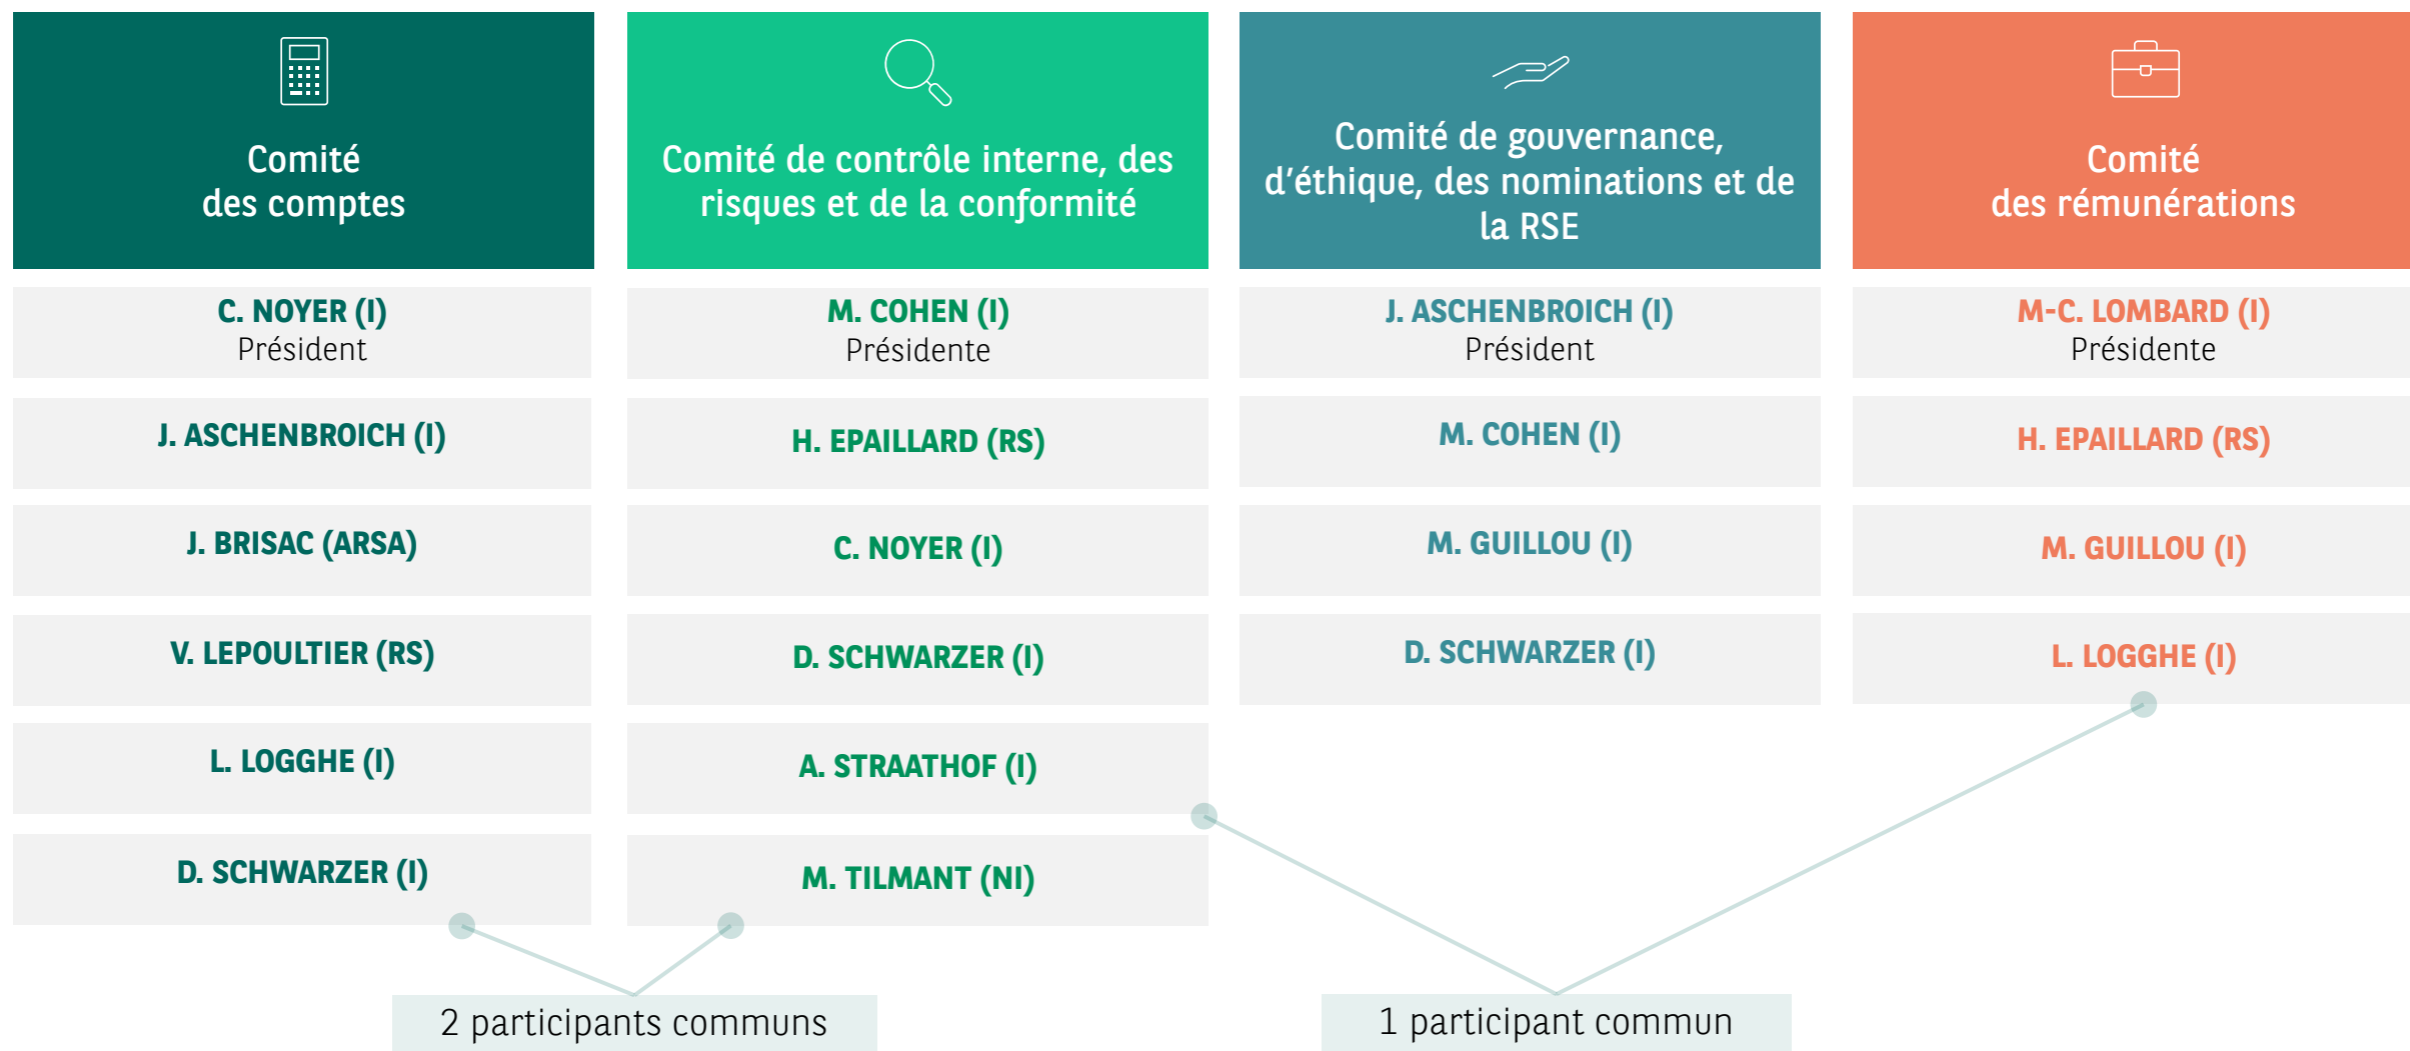 Comité
des comptes
C. NOYER (I)
Président
J. ASCHENBROICH (I)
J. BRISAC (ARSA)
V. LEPOULTIER (RS)
L. LOGGHE (I)
D. SCHWARZER (I)
Comité de contrôle interne, des
risques et de la conformité
M. COHEN (I)
Présidente
H. EPAILLARD (RS)
C. NOYER (I)
D. SCHWARZER (I)
A. STRAATHOF (I)
M. TILMANT (NI)
Comité de gouvernance,
d’éthique, des nominations et de
la RSE
J. ASCHENBROICH (I)
Président
M. COHEN (I)
M. GUILLOU (I)
D. SCHWARZER (I)
Comité
des rémunérations
M-C. LOMBARD (I)
Présidente
H. EPAILLARD (RS)
M. GUILLOU (I)
L. LOGGHE (I)
2 participants communs
1 participant commun